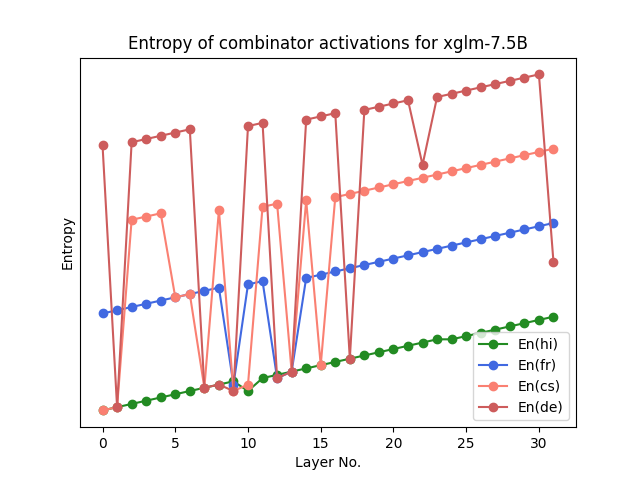 Entropy of combinator activations for xglm-7.5B
Entropy
En(hi)
En(fr)
En(cs)
En(de)
0 5 10 15 20 25 30
Layer No.